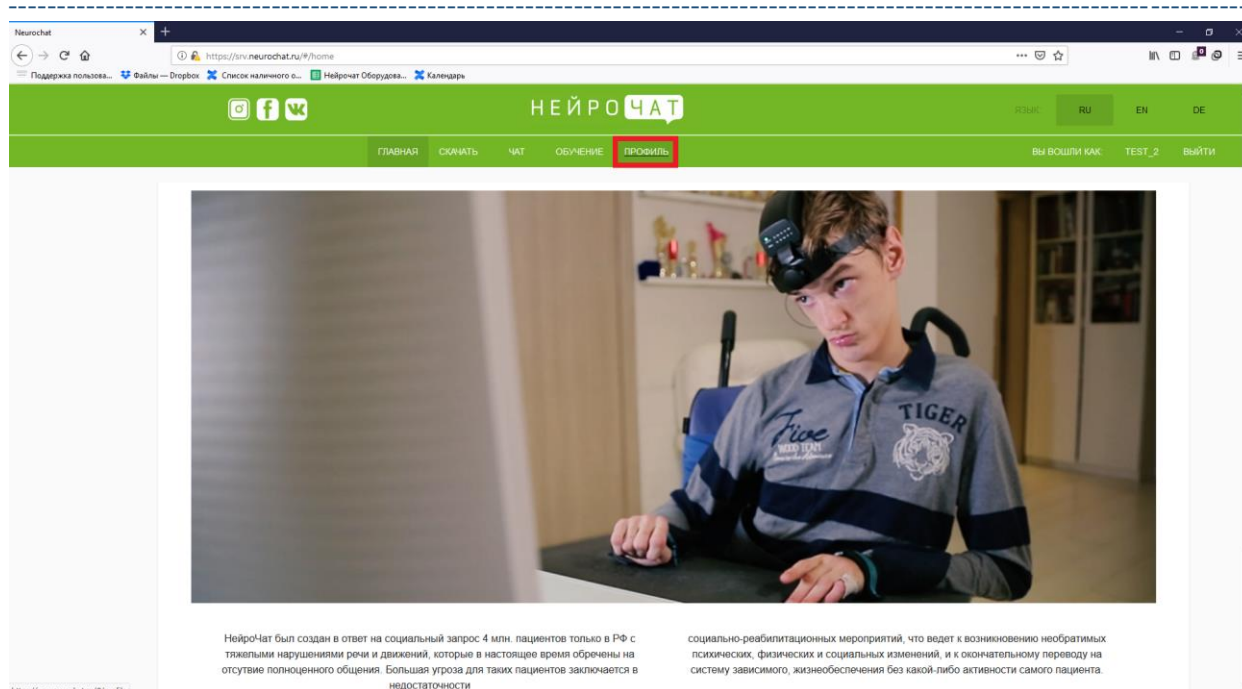 Neurochat
https://srv.neurochat.ru/#/home
Поддержка пользова... Файлы — Dropbox Список наличного о... Нейрочат Оборудова... Календарь
НЕЙРОЧАТ
ЯЗЫК: RU EN DE
ГЛАВНАЯ СКАЧАТЬ ЧАТ ОБУЧЕНИЕ ПРОФИЛЬ ВЫ ВОШЛИ КАК: TEST_2 ВЫЙТИ
TIGER
Five
WOOD TEAM
НейроЧат был создан в ответ на социальный запрос 4 млн. пациентов только в РФ с
тяжелыми нарушениями речи и движений, которые в настоящее время обречены на
отсутвие полноценного общения. Большая угроза для таких пациентов заключается в
недостаточности
социально-реабилитационных мероприятий, что ведет к возникновению необратимых
психических, физических и социальных изменений, и к окончательному переводу на
систему зависимого, жизнеобеспечения без какой-либо активности самого пациента.